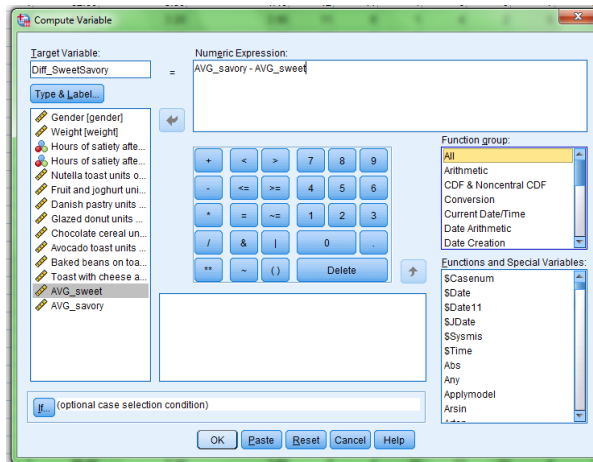 Compute Variable
Target Variable:
Diff_SweetSavory
=
Numeric Expression:
AVG_savory - AVG_sweet
Type & Label...
Gender [gender]
Weight [weight]
Hours of satiety afte...
Hours of satiety afte...
Nutella toast units o...
Fruit and joghurt uni...
Danish pastry units ...
Glazed donut units ...
Chocolate cereal un...
Avocado toast units ...
Baked beans on toa...
Toast with cheese a...
AVG_sweet
AVG_savory
+ < > 7 8 9
- <= >= 4 5 6
* = ~= 1 2 3
/ & | 0 .
** ~ ( ) Delete
Function group:
All
Arithmetic
CDF & Noncentral CDF
Conversion
Current Date/Time
Date Arithmetic
Date Creation
Functions and Special Variables:
$Casenum
$Date
$Date11
$JDate
$Sysmis
$Time
Abs
Any
Applymodel
Arsin
If... (optional case selection condition)
OK Paste Reset Cancel Help